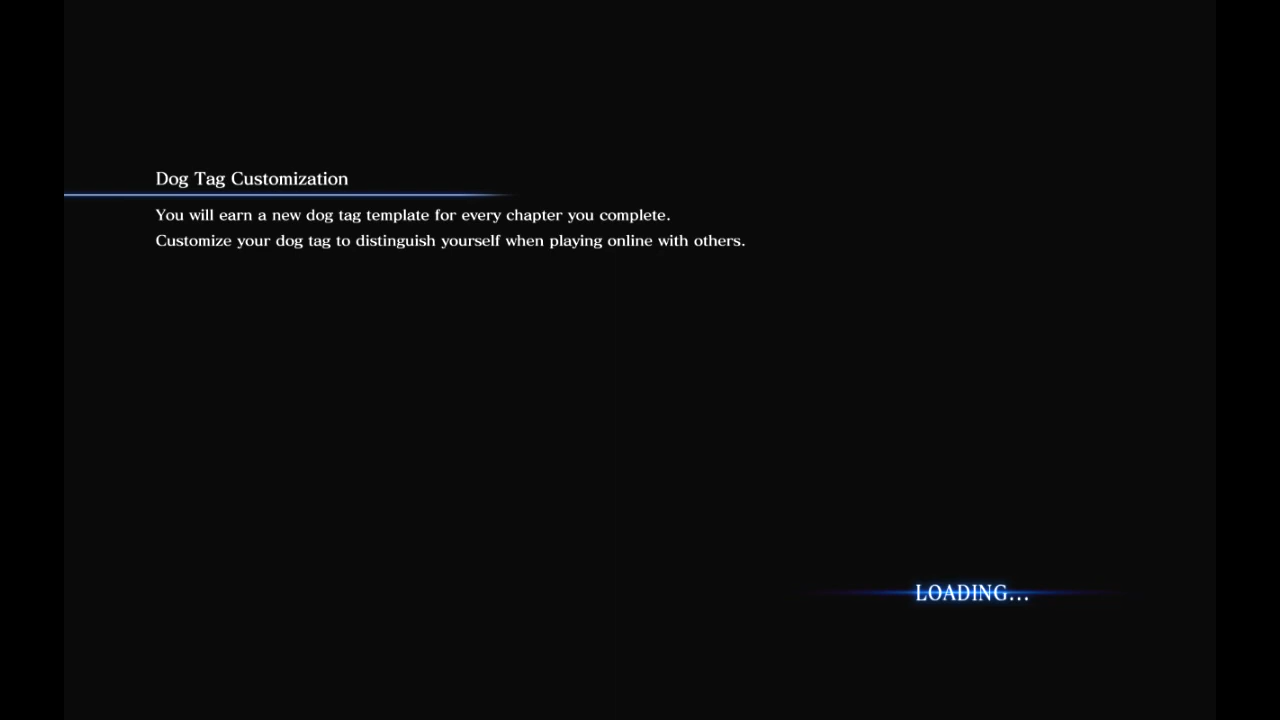 Dog Tag Customization
You will earn a new dog tag template for every chapter you complete.
Customize your dog tag to distinguish yourself when playing online with others.
LOADING...